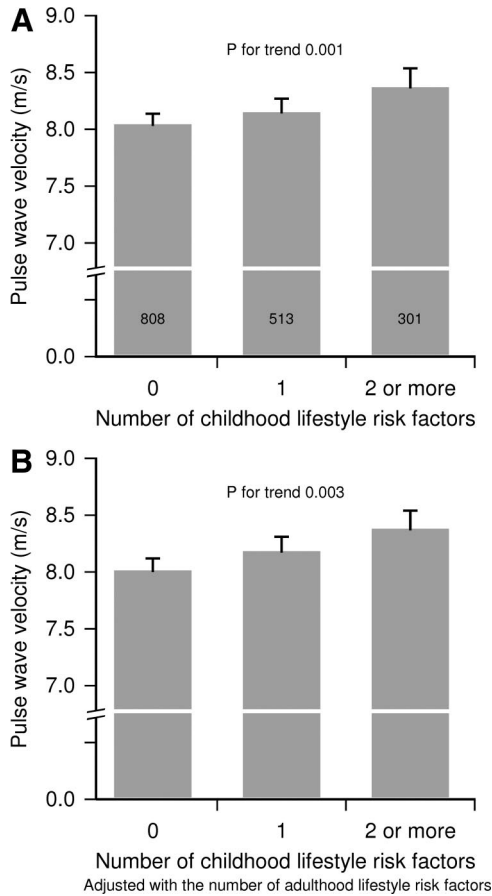 A
Pulse wave velocity (m/s)
9.0
P for trend 0.001
8.5
8.0
7.5
7.0
808 513 301
0.0
0 1 2 or more
Number of childhood lifestyle risk factors
B
Pulse wave velocity (m/s)
9.0
P for trend 0.003
8.5
8.0
7.5
7.0
0.0
0 1 2 or more
Number of childhood lifestyle risk factors
Adjusted with the number of adulthood lifestyle risk factors